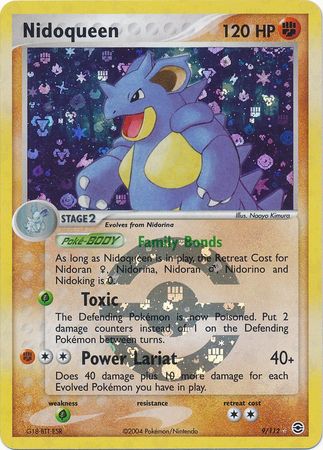 Nidoqueen 120 HP
Illus. Naoyo Kimura
STAGE2
Evolves from Nidorina
Poké-BODY Family Bonds
As long as Nidoqueen is in play, the Retreat Cost for
Nidoran ♀, Nidorina, Nidoran ♂, Nidorino and
Nidoking is 0.
Toxic
The Defending Pokémon is now Poisoned. Put 2
damage counters instead of 1 on the Defending
Pokémon between turns.
Power Lariat 40+
Does 40 damage plus 10 more damage for each
Evolved Pokémon you have in play.
weakness resistance retreat cost
©2004 Pokémon/Nintendo 9/112